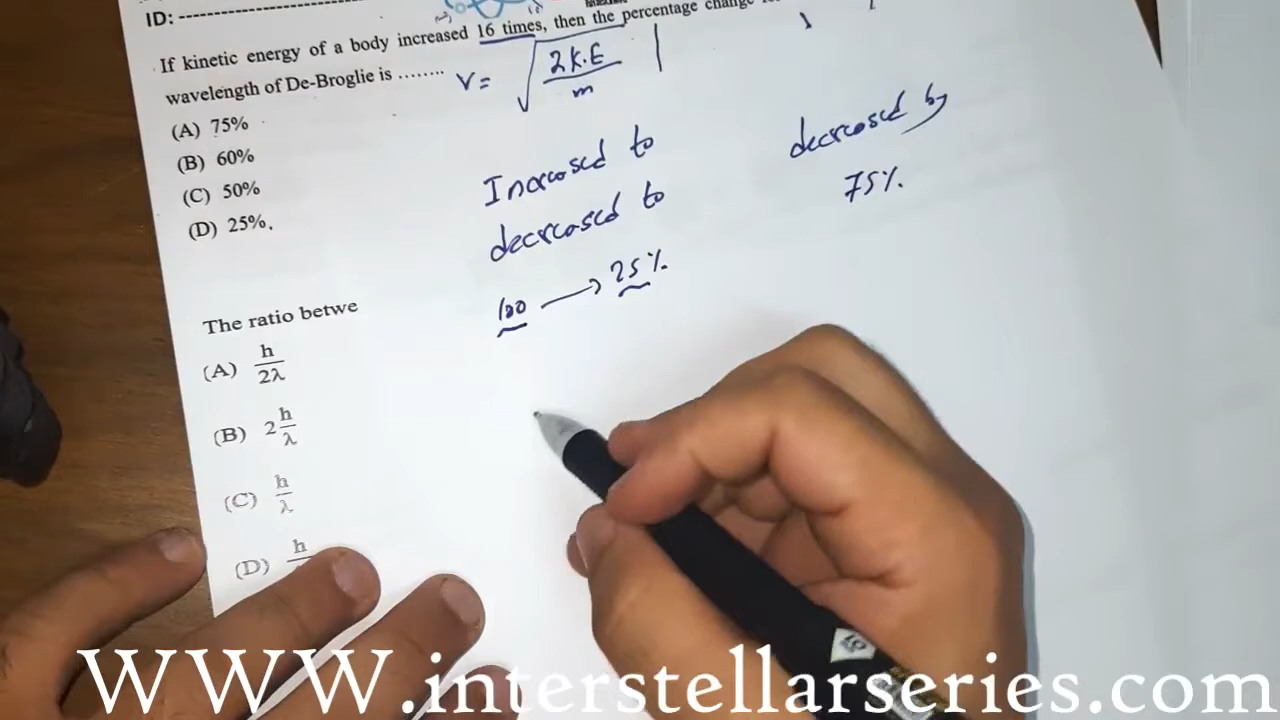 ID: ---------------------
If kinetic energy of a body increased 16 times, then the percentage change
wavelength of De-Broglie is ........
(A) 75%
(B) 60%
(C) 50%
(D) 25%.
V = √(2K.E/m)
Increased to
decreased to
100 → 25%
decreased by
75%.
The ratio betwe
(A) h/2λ
(B) 2 h/λ
(C) h/λ
(D) h
WWW.interstellarseries.com